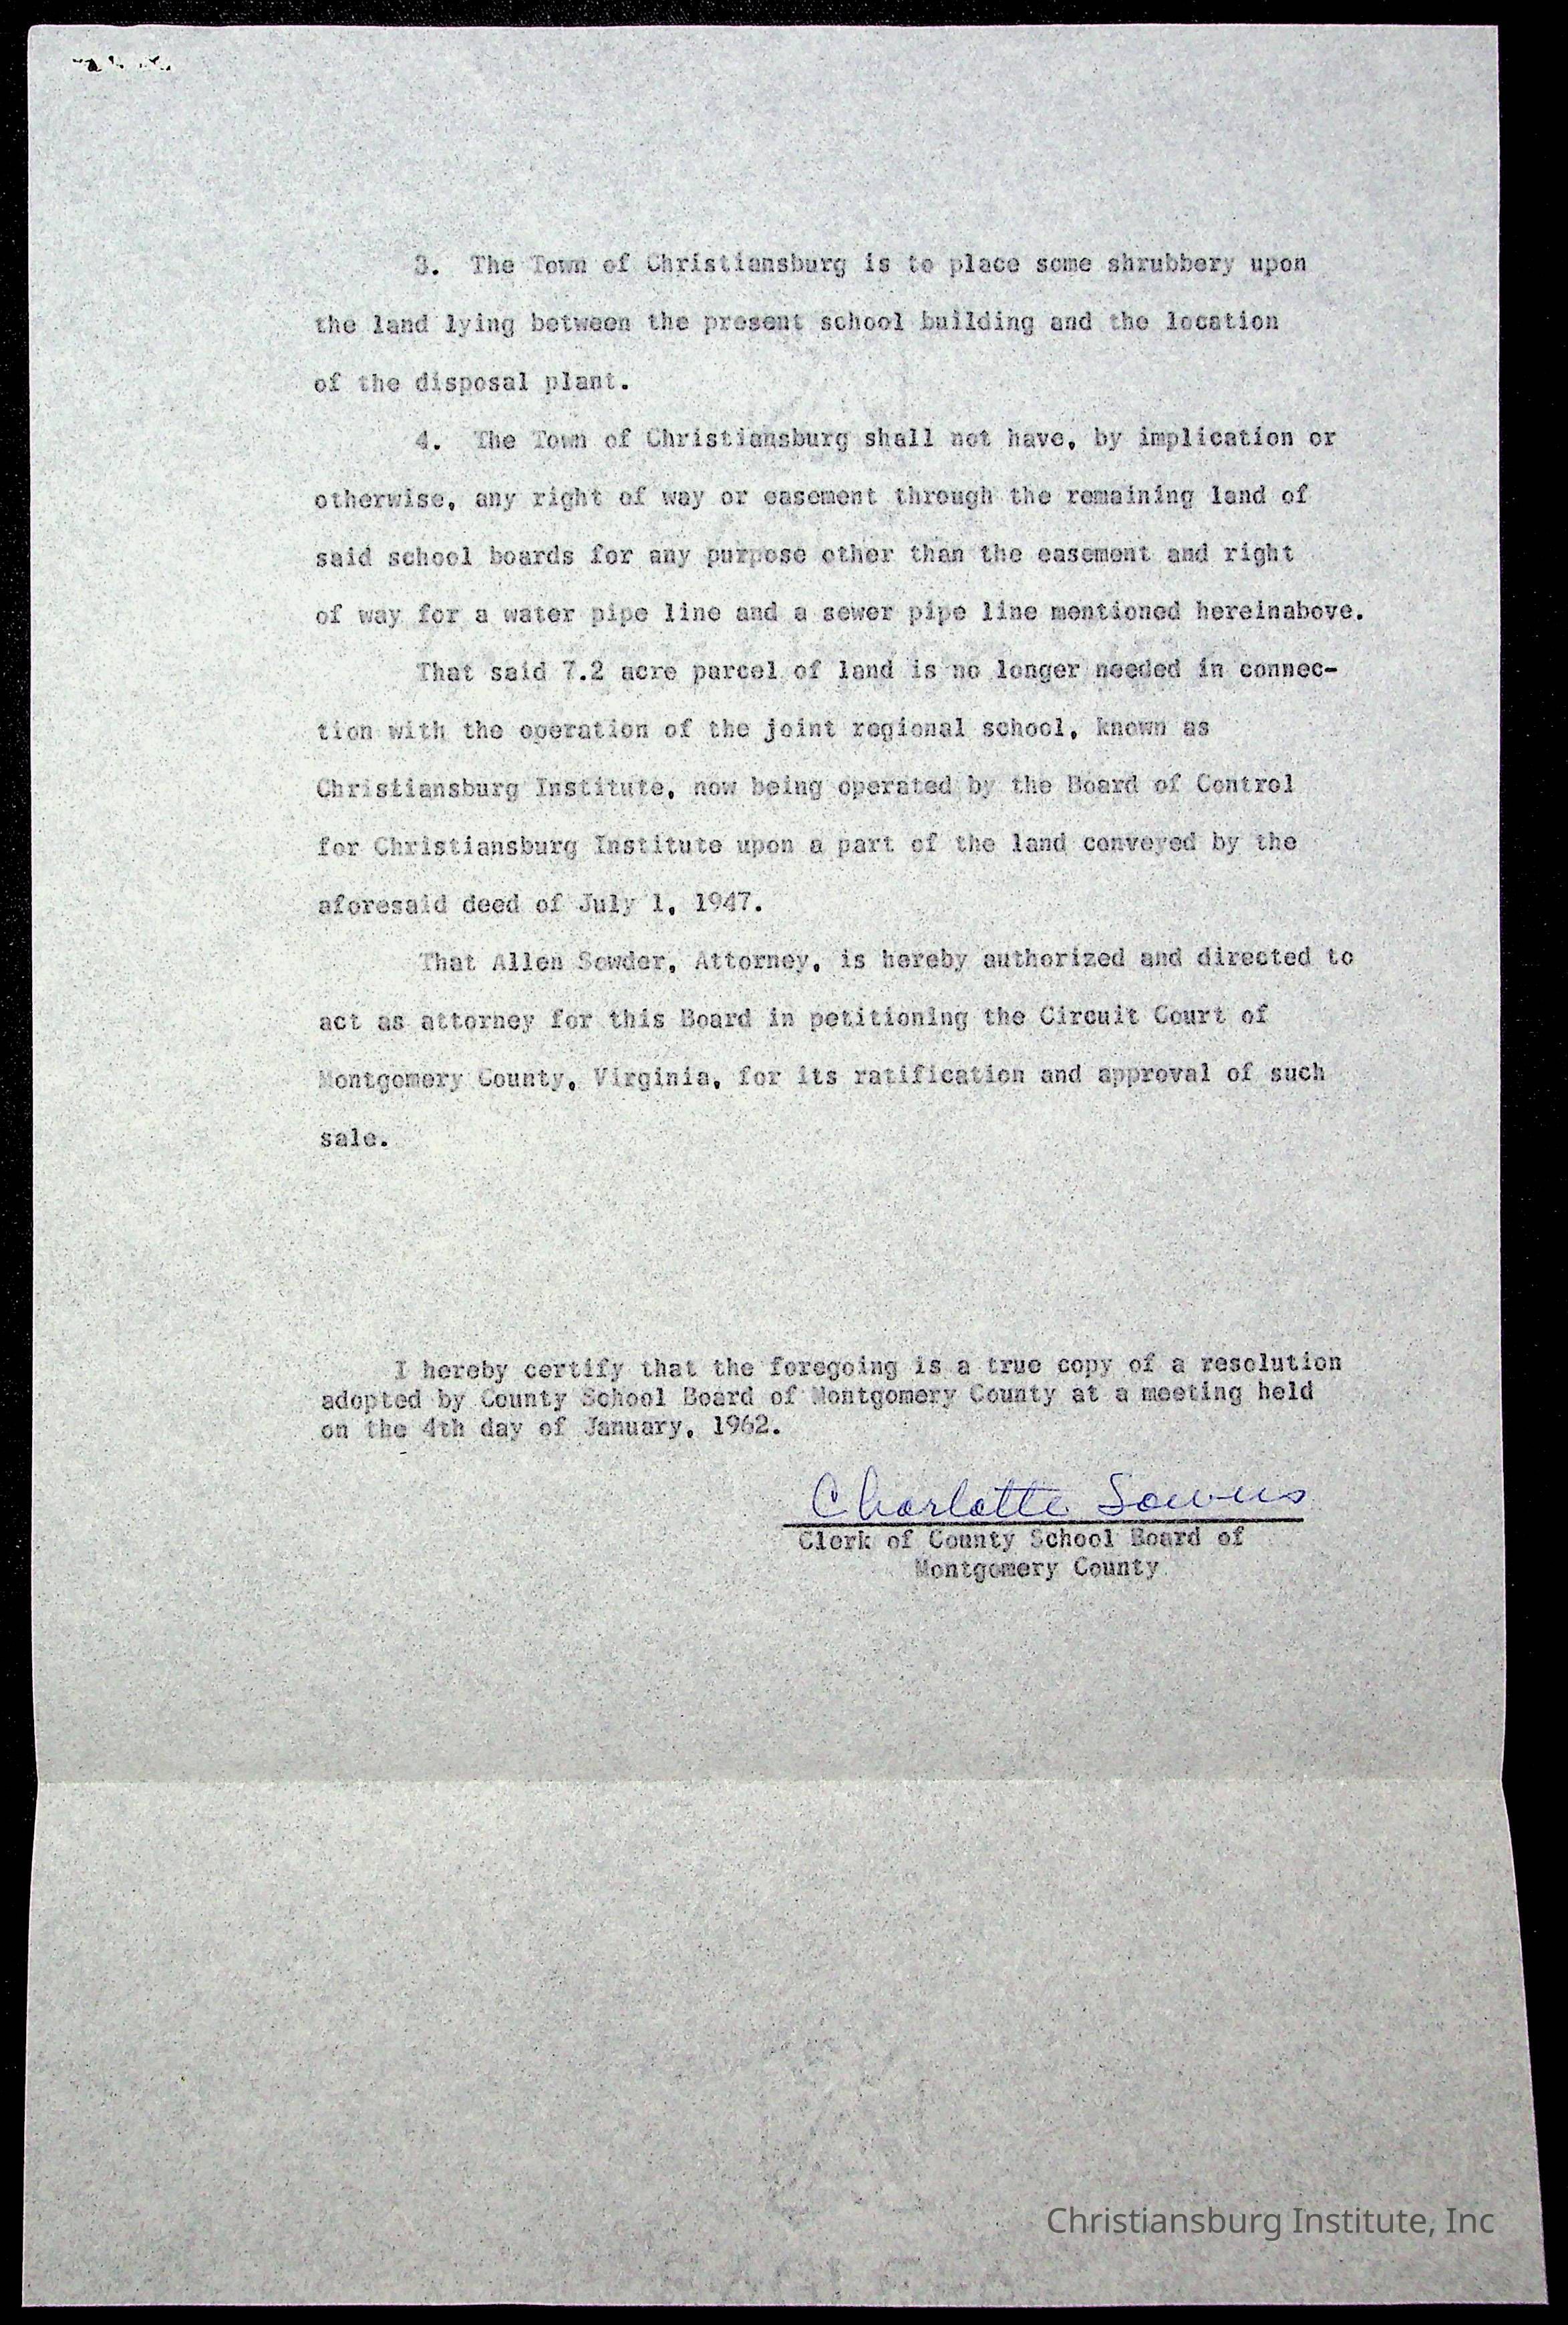 3. The Town of Christiansburg is to place some shrubbery upon
the land lying between the present school building and the location
of the disposal plant.
4. The Town of Christiansburg shall not have, by implication or
otherwise, any right of way or easement through the remaining land of
said school boards for any purpose other than the easement and right
of way for a water pipe line and a sewer pipe line mentioned hereinabove.
That said 7.2 acre parcel of land is no longer needed in connec-
tion with the operation of the joint regional school, known as
Christiansburg Institute, now being operated by the Board of Control
for Christiansburg Institute upon a part of the land conveyed by the
aforesaid deed of July 1, 1947.
That Allen Sowder, Attorney, is hereby authorized and directed to
act as attorney for this Board in petitioning the Circuit Court of
Montgomery County, Virginia, for its ratification and approval of such
sale.
I hereby certify that the foregoing is a true copy of a resolution
adopted by County School Board of Montgomery County at a meeting held
on the 4th day of January, 1962.
Charlotte Sowers
Clerk of County School Board of
Montgomery County
Christiansburg Institute, Inc